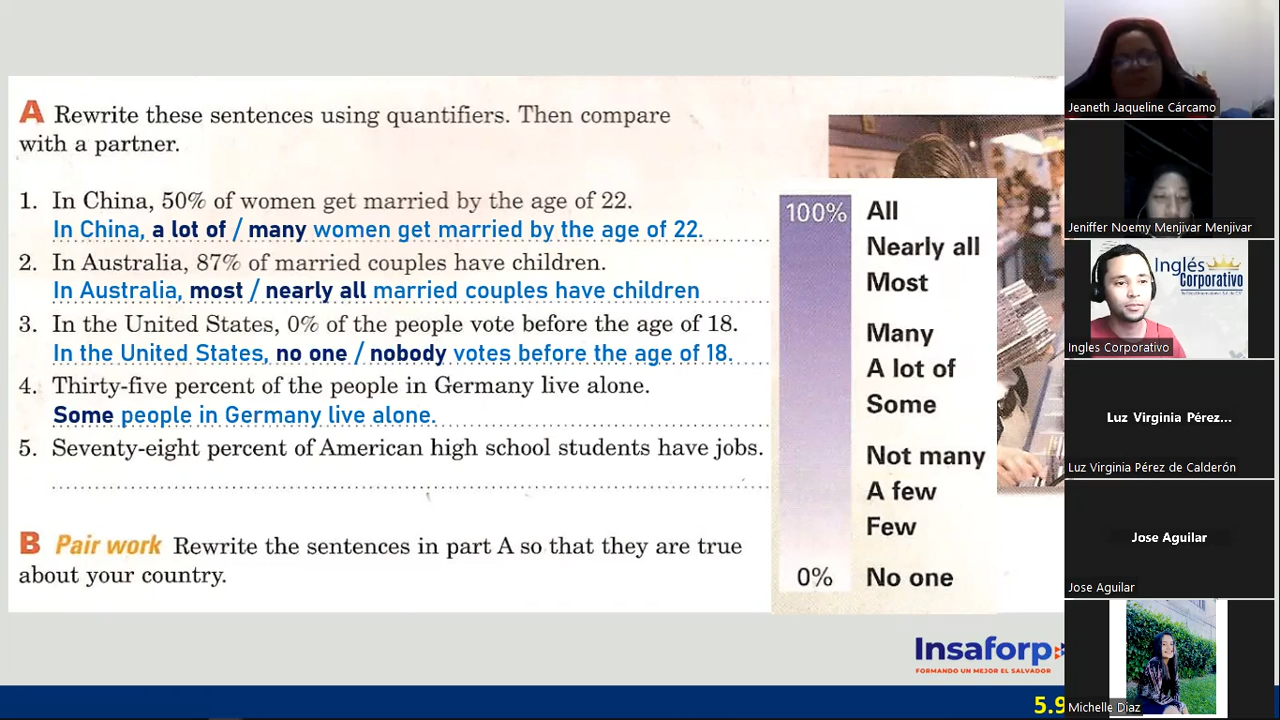 A Rewrite these sentences using quantifiers. Then compare
with a partner.
1. In China, 50% of women get married by the age of 22.
In China, a lot of / many women get married by the age of 22.
2. In Australia, 87% of married couples have children.
In Australia, most / nearly all married couples have children
3. In the United States, 0% of the people vote before the age of 18.
In the United States, no one / nobody votes before the age of 18.
4. Thirty-five percent of the people in Germany live alone.
Some people in Germany live alone.
5. Seventy-eight percent of American high school students have jobs.
B Pair work Rewrite the sentences in part A so that they are true
about your country.
100% All
Nearly all
Most
Many
A lot of
Some
Not many
A few
Few
0% No one
Insaforp
FORMANDO UN MEJOR EL SALVADOR
5.9
Jeaneth Jaqueline Cárcamo
Jeniffer Noemy Menjivar Menjivar
Inglés
Corporativo
Ingles Corporativo
Luz Virginia Pérez...
Luz Virginia Pérez de Calderón
Jose Aguilar
Jose Aguilar
Michelle Diaz